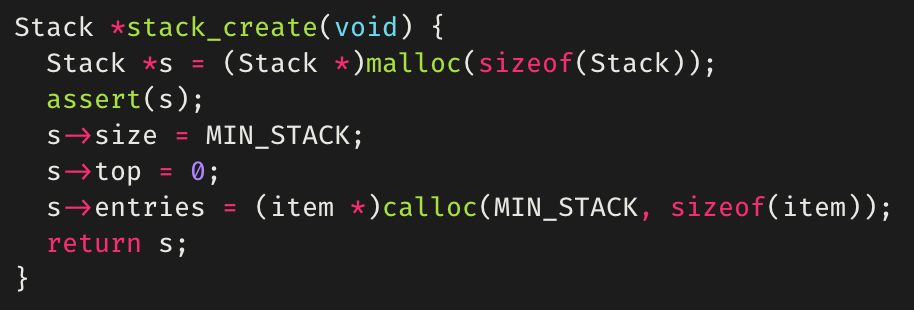 Stack *stack_create(void) {
  Stack *s = (Stack *)malloc(sizeof(Stack));
  assert(s);
  s->size = MIN_STACK;
  s->top = 0;
  s->entries = (item *)calloc(MIN_STACK, sizeof(item));
  return s;
}